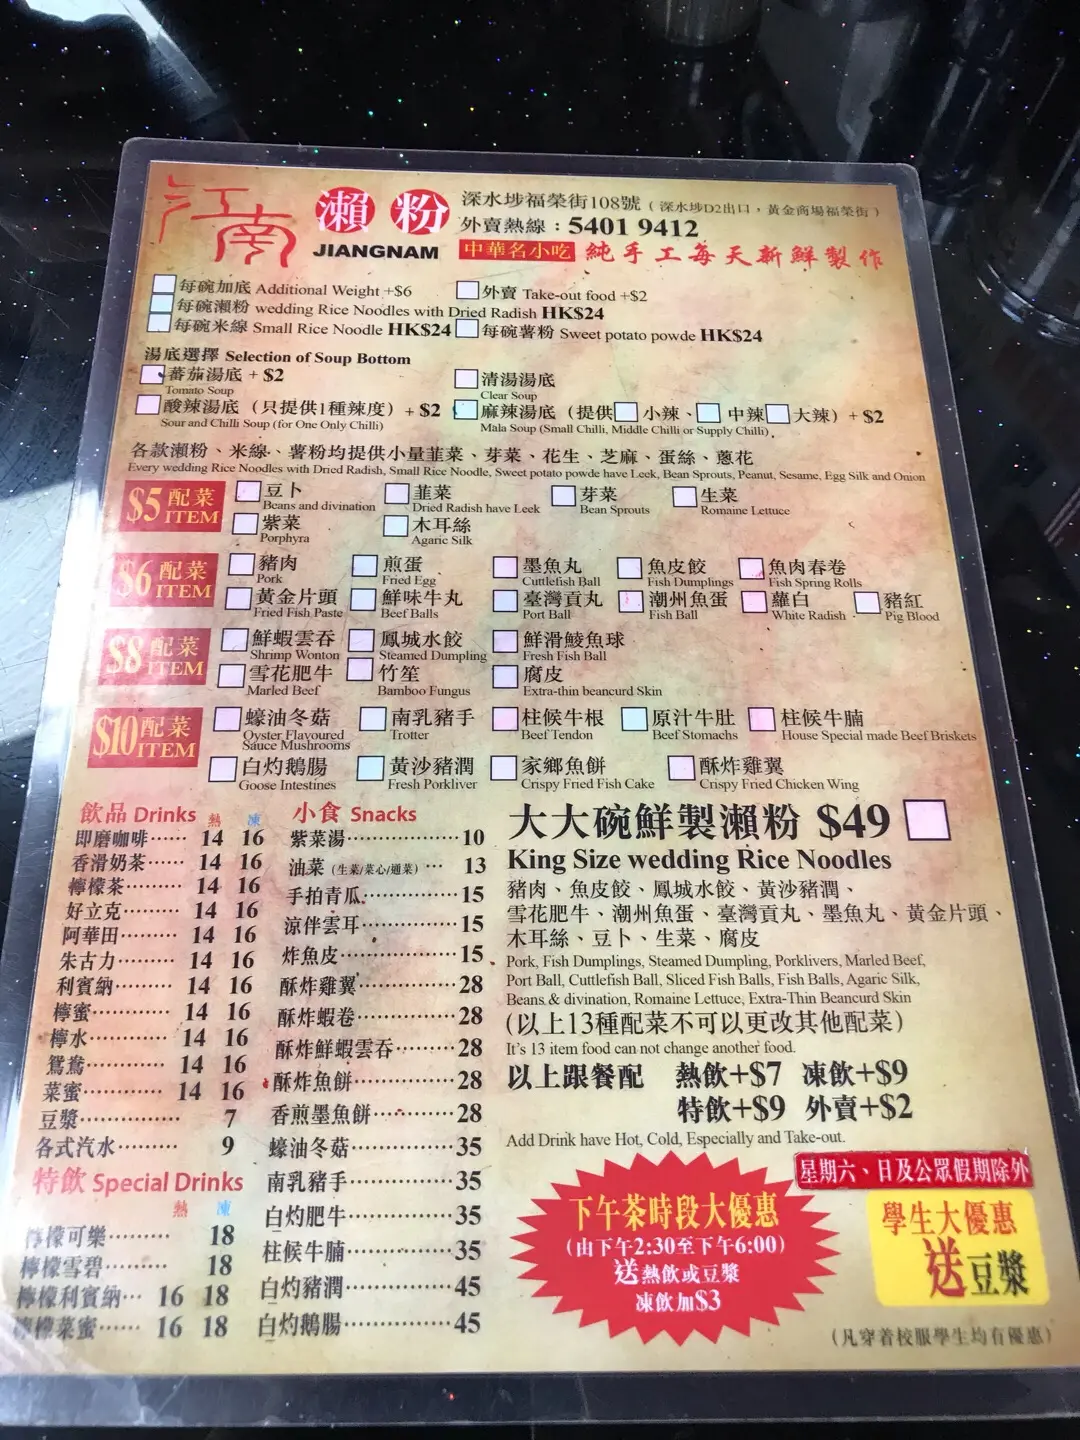 江南 瀨粉 JIANGNAM
深水埗福榮街108號（深水埗D2出口，黃金商場福榮街）
外賣熱線：5401 9412
中華名小吃 純手工每天新鮮製作
每碗加底 Additional Weight +$6 外賣 Take-out food +$2
每碗瀨粉 wedding Rice Noodles with Dried Radish HK$24
每碗米線 Small Rice Noodle HK$24 每碗薯粉 Sweet potato powde HK$24
湯底選擇 Selection of Soup Bottom
蕃茄湯底 + $2 清湯湯底
Tomato Soup Clear Soup
酸辣湯底（只提供1種辣度）+ $2 麻辣湯底（提供 小辣、 中辣 大辣）+ $2
Sour and Chilli Soup (for One Only Chilli) Mala Soup (Small Chilli, Middle Chilli or Supply Chilli)
各款瀨粉、米線、薯粉均提供小量韮菜、芽菜、花生、芝麻、蛋絲、蔥花
Every wedding Rice Noodles with Dried Radish, Small Rice Noodle, Sweet potato powde have Leek, Bean Sprouts, Peanut, Sesame, Egg Silk and Onion
$5 配菜 ITEM
豆卜 韮菜 芽菜 生菜
Beans and divination Dried Radish have Leek Bean Sprouts Romaine Lettuce
紫菜 木耳絲
Porphyra Agaric Silk
$6 配菜 ITEM
豬肉 煎蛋 墨魚丸 魚皮餃 魚肉春卷
Pork Fried Egg Cuttlefish Ball Fish Dumplings Fish Spring Rolls
黃金片頭 鮮味牛丸 臺灣貢丸 潮州魚蛋 蘿白 豬紅
Fried Fish Paste Beef Balls Port Ball Fish Ball White Radish Pig Blood
$8 配菜 ITEM
鮮蝦雲吞 鳳城水餃 鮮滑鯪魚球
Shrimp Wonton Steamed Dumpling Fresh Fish Ball
雪花肥牛 竹笙 腐皮
Marled Beef Bamboo Fungus Extra-thin beancurd Skin
$10 配菜 ITEM
蠔油冬菇 南乳豬手 柱候牛根 原汁牛肚 柱候牛腩
Oyster Flavoured Sauce Mushrooms Trotter Beef Tendon Beef Stomachs House Special made Beef Briskets
白灼鵝腸 黃沙豬潤 家鄉魚餅 酥炸雞翼
Goose Intestines Fresh Porkliver Crispy Fried Fish Cake Crispy Fried Chicken Wing
飲品 Drinks 熱 凍
即磨咖啡…… 14 16
香滑奶茶…… 14 16
檸檬茶……… 14 16
好立克……… 14 16
阿華田……… 14 16
朱古力……… 14 16
利賓納……… 14 16
檸蜜………… 14 16
檸水………… 14 16
鴛鴦………… 14 16
菜蜜………… 14 16
豆漿………… 7
各式汽水……… 9
特飲 Special Drinks
熱 凍
檸檬可樂……… 18
檸檬雪碧……… 18
檸檬利賓納… 16 18
檸檬菜蜜…… 16 18
小食 Snacks
紫菜湯………… 10
油菜（生菜/菜心/通菜）… 13
手拍青瓜………… 15
涼伴雲耳………… 15
炸魚皮………… 15
酥炸雞翼………… 28
酥炸蝦卷………… 28
酥炸鮮蝦雲吞……… 28
酥炸魚餅………… 28
香煎墨魚餅……… 28
蠔油冬菇………… 35
南乳豬手………… 35
白灼肥牛………… 35
柱候牛腩………… 35
白灼豬潤………… 45
白灼鵝腸………… 45
大大碗鮮製瀨粉 $49
King Size wedding Rice Noodles
豬肉、魚皮餃、鳳城水餃、黃沙豬潤、
雪花肥牛、潮州魚蛋、臺灣貢丸、墨魚丸、黃金片頭、
木耳絲、豆卜、生菜、腐皮
Pork, Fish Dumplings, Steamed Dumpling, Porklivers, Marled Beef,
Port Ball, Cuttlefish Ball, Sliced Fish Balls, Fish Balls, Agaric Silk,
Beans & divination, Romaine Lettuce, Extra-Thin Beancurd Skin
(以上13種配菜不可以更改其他配菜)
It's 13 item food can not change another food.
以上跟餐配 熱飲+$7 凍飲+$9
特飲+$9 外賣+$2
Add Drink have Hot, Cold, Especially and Take-out.
下午茶時段大優惠
(由下午2:30至下午6:00)
送熱飲或豆漿
凍飲加$3
星期六、日及公眾假期除外
學生大優惠
送豆漿
（凡穿着校服學生均有優惠）